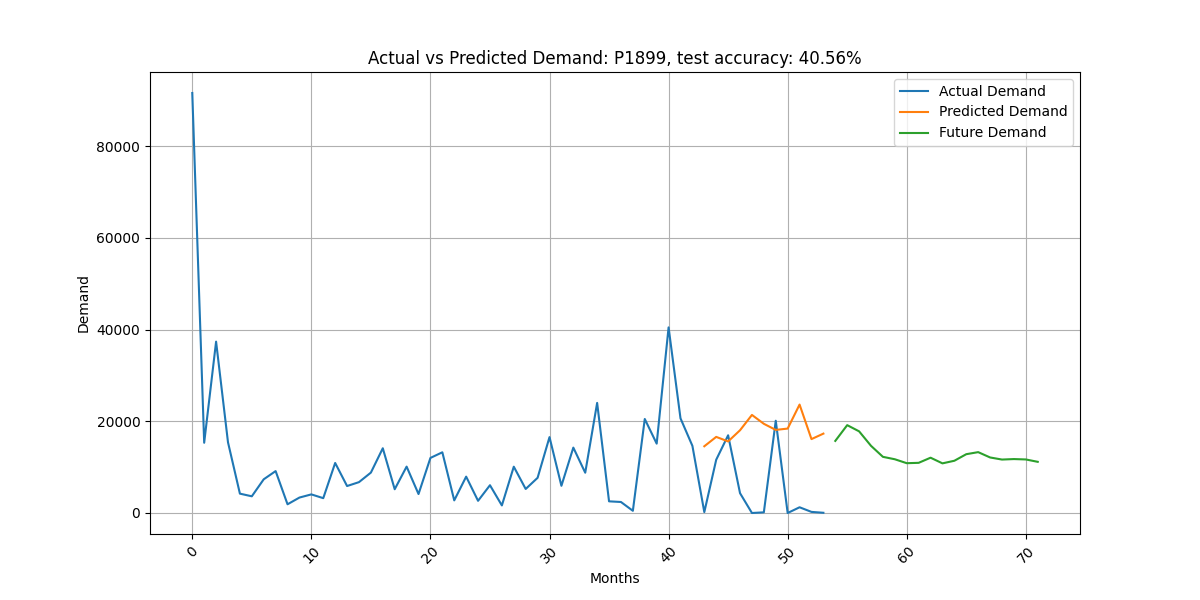 Actual vs Predicted Demand: P1899, test accuracy: 40.56%
Actual Demand
Predicted Demand
Future Demand
80000
60000
40000
20000
0
Demand
0 10 20 30 40 50 60 70
Months